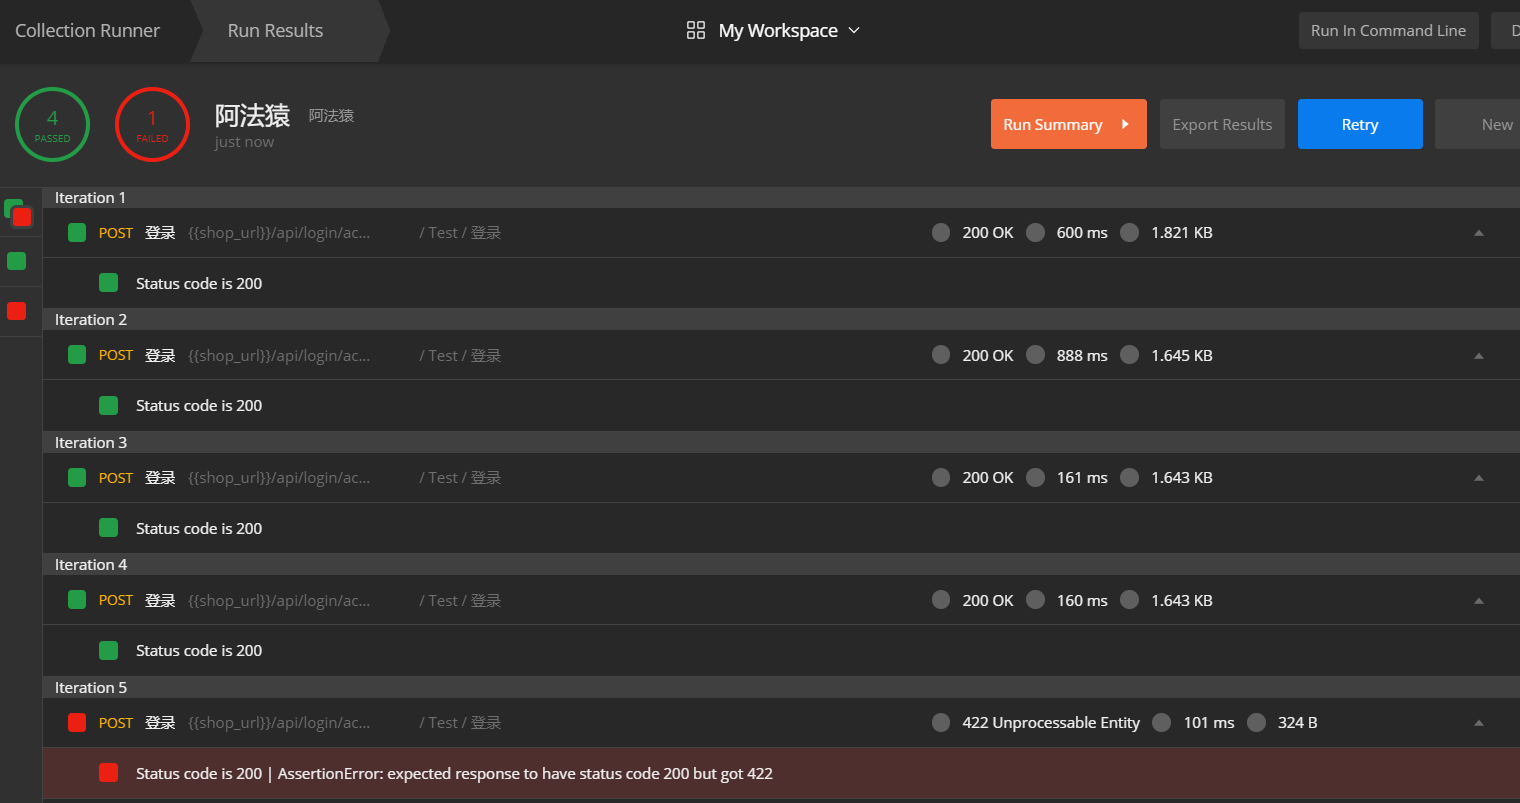 Collection Runner Run Results My Workspace Run In Command Line D
4 PASSED 1 FAILED 阿法猿 阿法猿
just now
Run Summary Export Results Retry New
Iteration 1
POST 登录 {{shop_url}}/api/login/ac... / Test / 登录 200 OK 600 ms 1.821 KB
Status code is 200
Iteration 2
POST 登录 {{shop_url}}/api/login/ac... / Test / 登录 200 OK 888 ms 1.645 KB
Status code is 200
Iteration 3
POST 登录 {{shop_url}}/api/login/ac... / Test / 登录 200 OK 161 ms 1.643 KB
Status code is 200
Iteration 4
POST 登录 {{shop_url}}/api/login/ac... / Test / 登录 200 OK 160 ms 1.643 KB
Status code is 200
Iteration 5
POST 登录 {{shop_url}}/api/login/ac... / Test / 登录 422 Unprocessable Entity 101 ms 324 B
Status code is 200 | AssertionError: expected response to have status code 200 but got 422